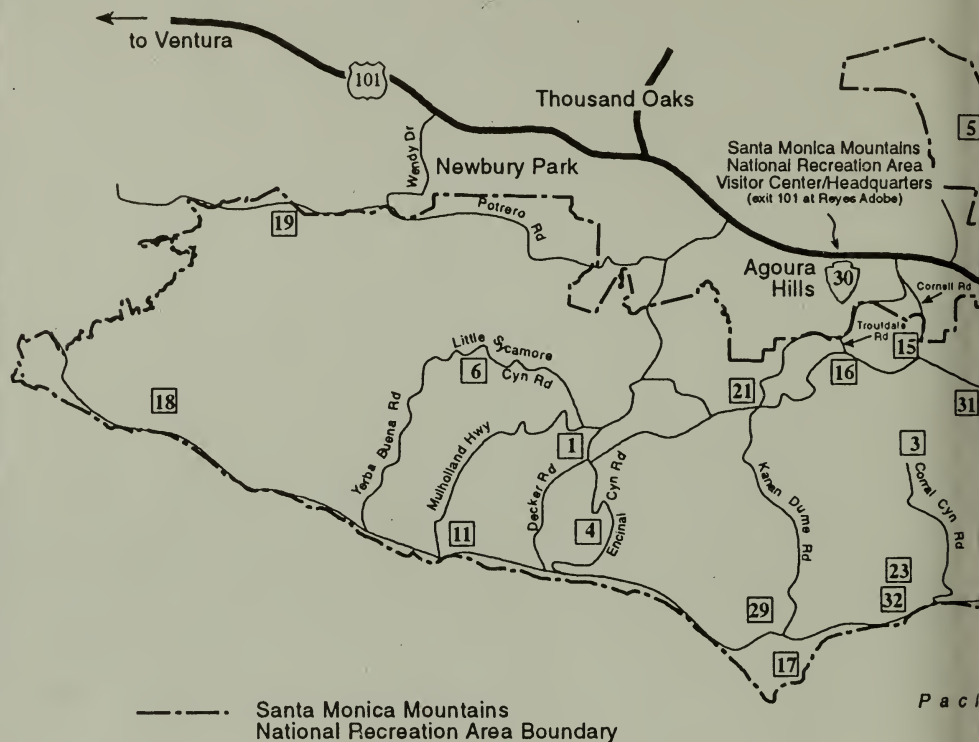 to Ventura
101
Thousand Oaks
5
Santa Monica Mountains
National Recreation Area
Visitor Center/Headquarters
(exit 101 at Reyes Adobe)
Wendy Dr
Newbury Park
Potrero Rd
19
Agoura
Hills
30
Cornell Rd
Troutdale
Rd
15
16
Little Sycamore
Cyn Rd
6
18
21
31
Yerba Buena Rd
Mulholland Hwy
1
3
Decker Rd
Encinal Cyn Rd
Kanan Dume Rd
Corral Cyn Rd
11
4
23
32
29
17
Santa Monica Mountains
National Recreation Area Boundary